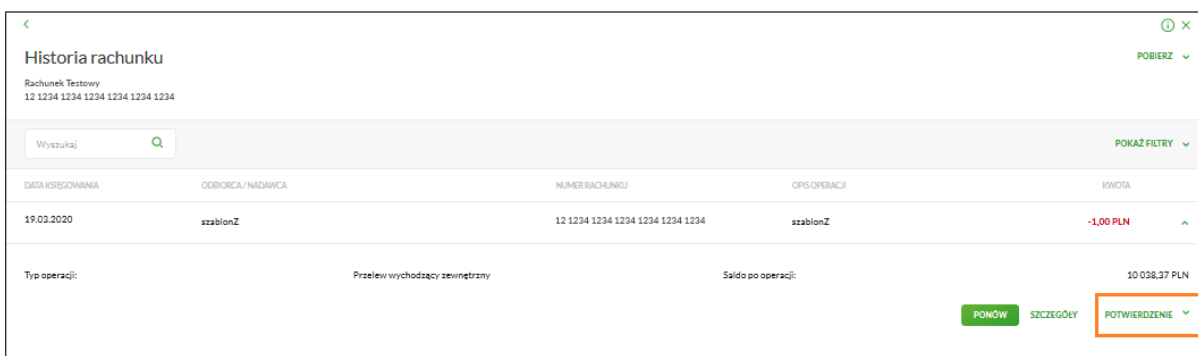 Historia rachunku
POBIERZ
Rachunek Testowy
12 1234 1234 1234 1234 1234 1234
Wyszukaj
POKAŻ FILTRY
DATA KSIĘGOWANIA ODBIORCA / NADAWCA NUMER RACHUNKU OPIS OPERACJI KWOTA
19.03.2020 szablonZ 12 1234 1234 1234 1234 1234 1234 szablonZ -1,00 PLN
Typ operacji: Przelew wychodzący zewnętrzny Saldo po operacji: 10 038,37 PLN
PONÓW SZCZEGÓŁY POTWIERDZENIE